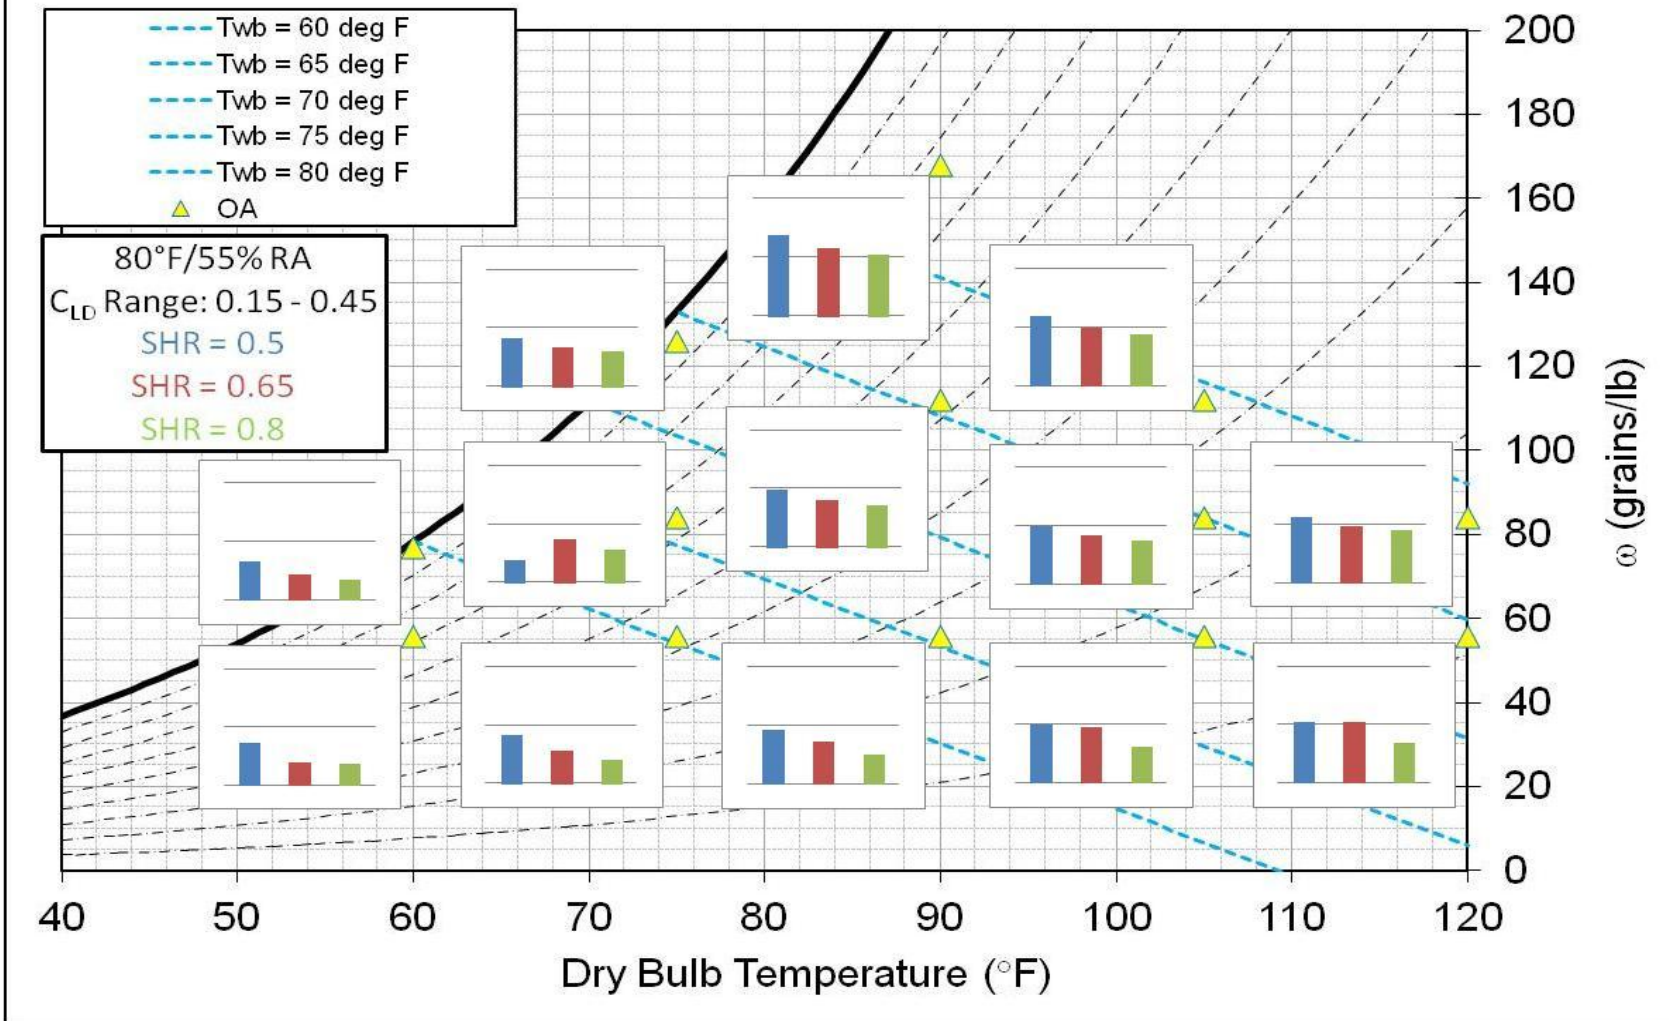 Twb = 60 deg F
Twb = 65 deg F
Twb = 70 deg F
Twb = 75 deg F
Twb = 80 deg F
OA
80°F/55% RA
C_LD Range: 0.15 - 0.45
SHR = 0.5
SHR = 0.65
SHR = 0.8
200
180
160
140
120
100
80
60
40
20
0
ω (grains/lb)
40 50 60 70 80 90 100 110 120
Dry Bulb Temperature (°F)